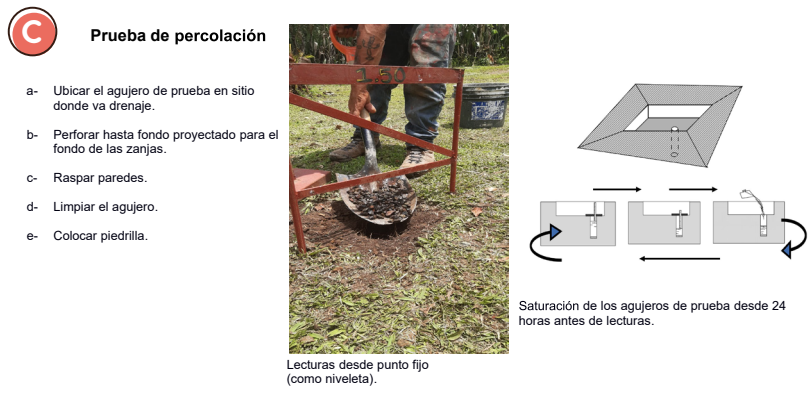 C
Prueba de percolación
a- Ubicar el agujero de prueba en sitio
donde va drenaje.
b- Perforar hasta fondo proyectado para el
fondo de las zanjas.
c- Raspar paredes.
d- Limpiar el agujero.
e- Colocar piedrilla.
1.50
Lecturas desde punto fijo
(como niveleta).
Saturación de los agujeros de prueba desde 24
horas antes de lecturas.